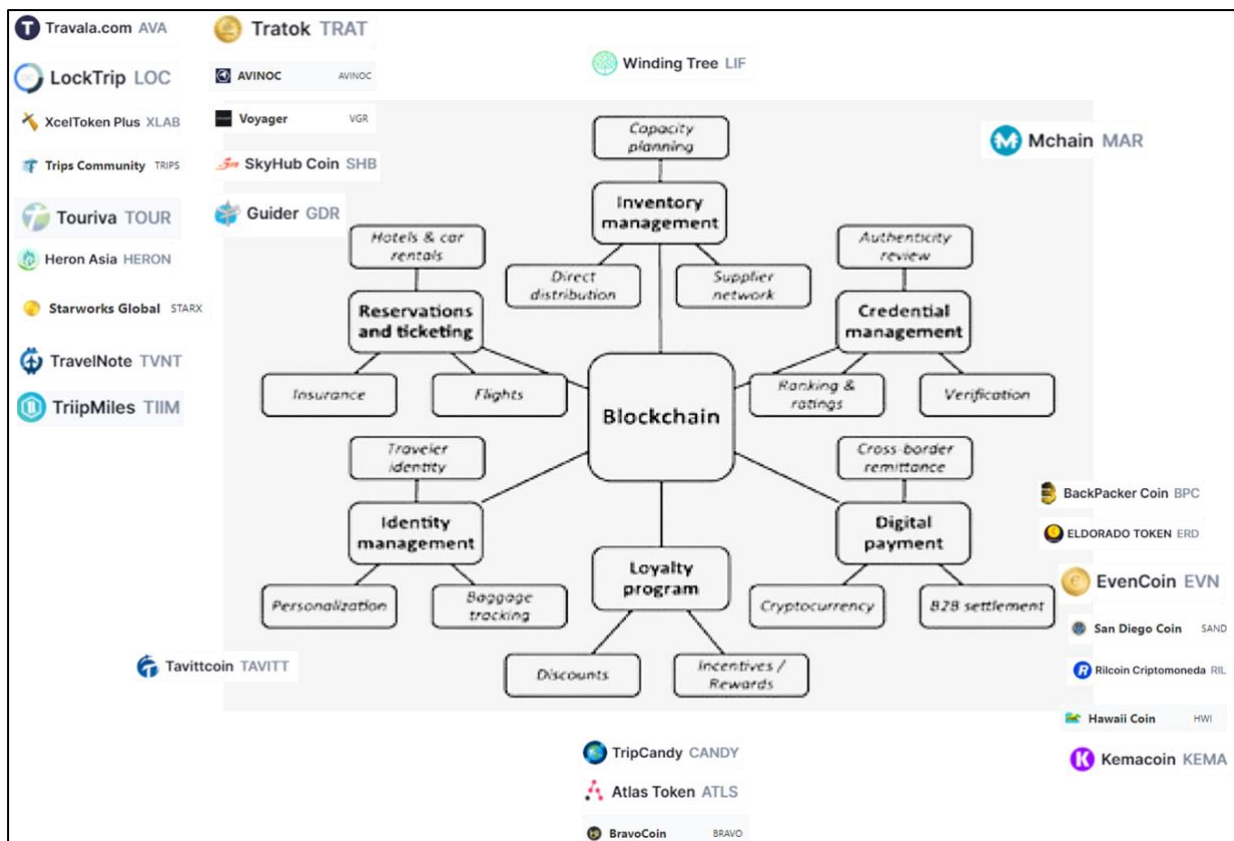 Travala.com AVA
Tratok TRAT
LockTrip LOC
AVINOC AVINOC
Winding Tree LIF
XcelToken Plus XLAB
Voyager VGR
Trips Community TRIPS
SkyHub Coin SHB
Touriva TOUR
Guider GDR
Heron Asia HERON
Starworks Global STARX
TravelNote TVNT
TriipMiles TIIM
Mchain MAR
Capacity
planning
Inventory
management
Direct
distribution
Supplier
network
Hotels & car
rentals
Reservations
and ticketing
Insurance
Flights
Authenticity
review
Credential
management
Ranking &
ratings
Verification
Blockchain
Traveler
identity
Identity
management
Personalization
Baggage
tracking
Loyalty
program
Discounts
Incentives /
Rewards
Cross-border
remittance
Digital
payment
Cryptocurrency
B2B settlement
BackPacker Coin BPC
ELDORADO TOKEN ERD
EvenCoin EVN
San Diego Coin SAND
Rilcoin Criptomoneda RIL
Hawaii Coin HWI
Kemacoin KEMA
Tavittcoin TAVITT
TripCandy CANDY
Atlas Token ATLS
BravoCoin BRAVO